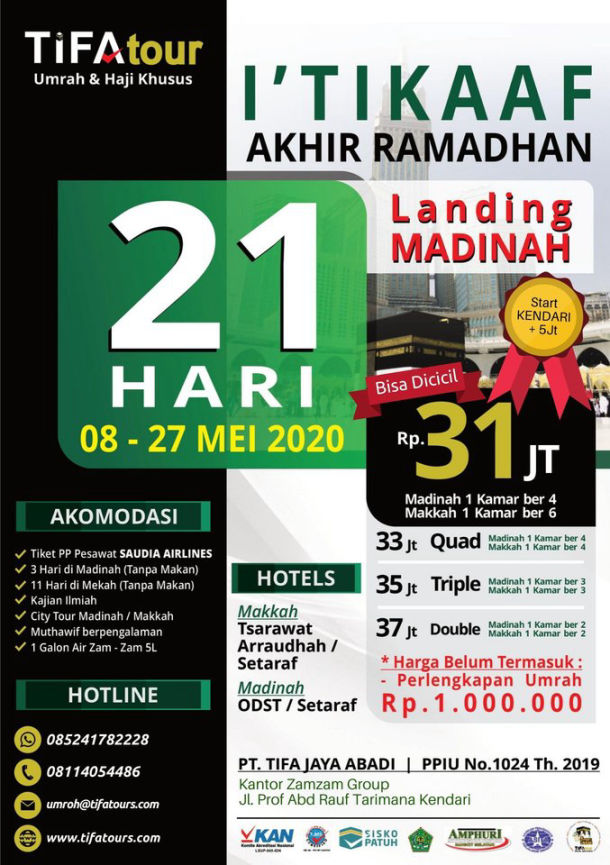 TiFAtour
Umrah & Haji Khusus
I'TIKAAF
AKHIR RAMADHAN
21
HARI
08 - 27 MEI 2020
Landing
MADINAH
Start
KENDARI
+ 5Jt
Bisa Dicicil
Rp. 31 JT
Madinah 1 Kamar ber 4
Makkah 1 Kamar ber 6
33 Jt Quad Madinah 1 Kamar ber 4
Makkah 1 Kamar ber 4
35 Jt Triple Madinah 1 Kamar ber 3
Makkah 1 Kamar ber 3
37 Jt Double Madinah 1 Kamar ber 2
Makkah 1 Kamar ber 2
* Harga Belum Termasuk :
- Perlengkapan Umrah
Rp.1.000.000
AKOMODASI
Tiket PP Pesawat SAUDIA AIRLINES
3 Hari di Madinah (Tanpa Makan)
11 Hari di Mekah (Tanpa Makan)
Kajian Ilmiah
City Tour Madinah / Makkah
Muthawif berpengalaman
1 Galon Air Zam - Zam 5L
HOTELS
Makkah
Tsarawat
Arraudhah /
Setaraf
Madinah
ODST / Setaraf
HOTLINE
085241782228
08114054486
umroh@tifatours.com
www.tifatours.com
PT. TIFA JAYA ABADI | PPIU No.1024 Th. 2019
Kantor Zamzam Group
Jl. Prof Abd Rauf Tarimana Kendari
KAN
Komite Akreditasi Nasional
SISKO
PATUH
AMPHURI